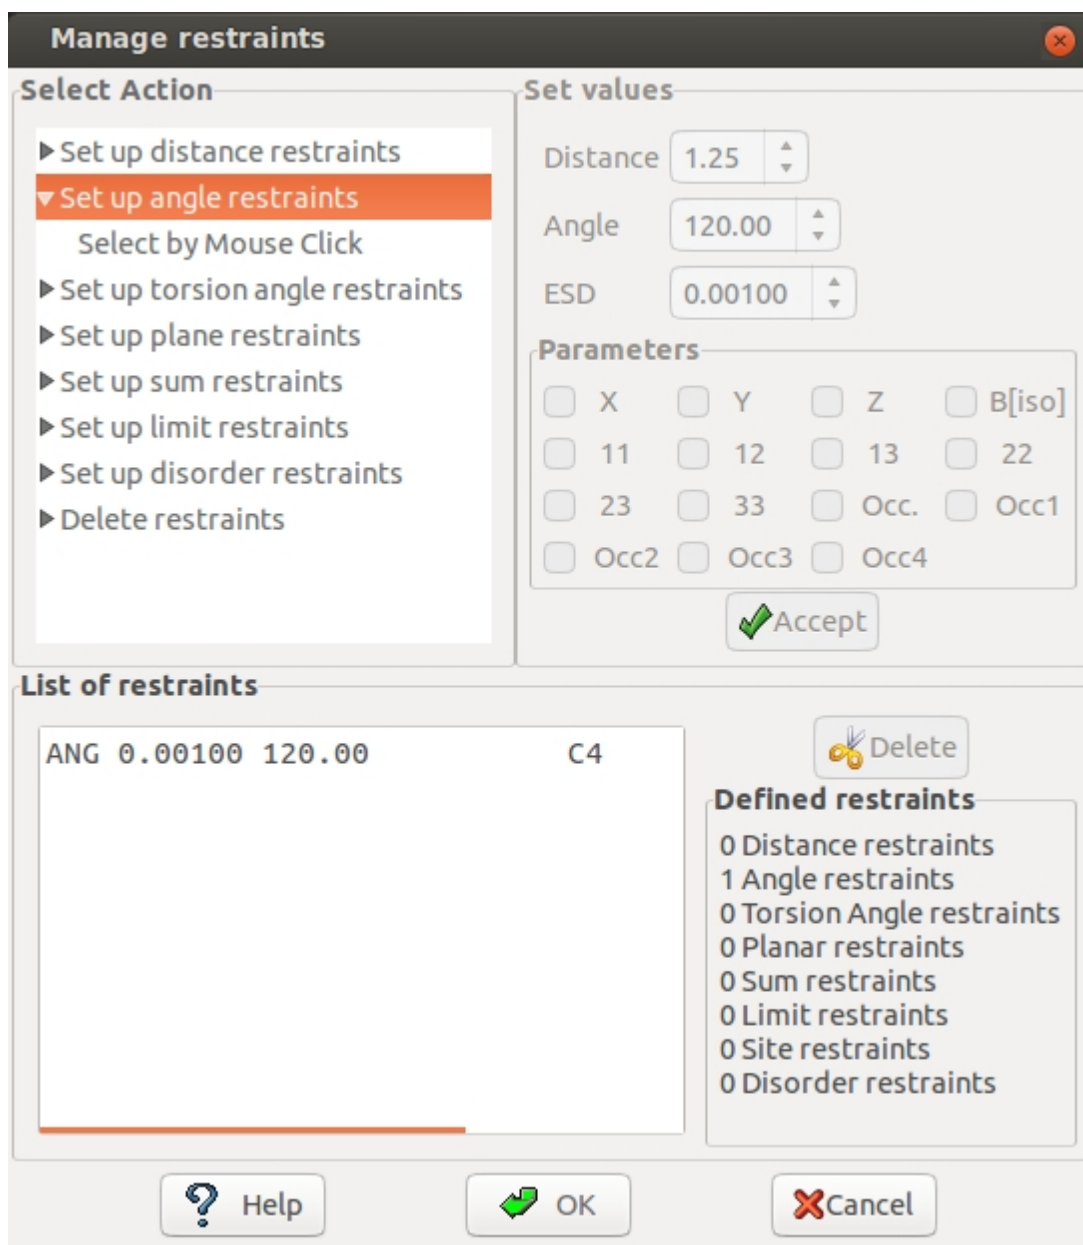 Manage restraints
Select Action
Set up distance restraints
Set up angle restraints
Select by Mouse Click
Set up torsion angle restraints
Set up plane restraints
Set up sum restraints
Set up limit restraints
Set up disorder restraints
Delete restraints
Set values
Distance 1.25
Angle 120.00
ESD 0.00100
Parameters
X Y Z B[iso]
11 12 13 22
23 33 Occ. Occ1
Occ2 Occ3 Occ4
Accept
List of restraints
ANG 0.00100 120.00 C4
Delete
Defined restraints
0 Distance restraints
1 Angle restraints
0 Torsion Angle restraints
0 Planar restraints
0 Sum restraints
0 Limit restraints
0 Site restraints
0 Disorder restraints
Help OK Cancel